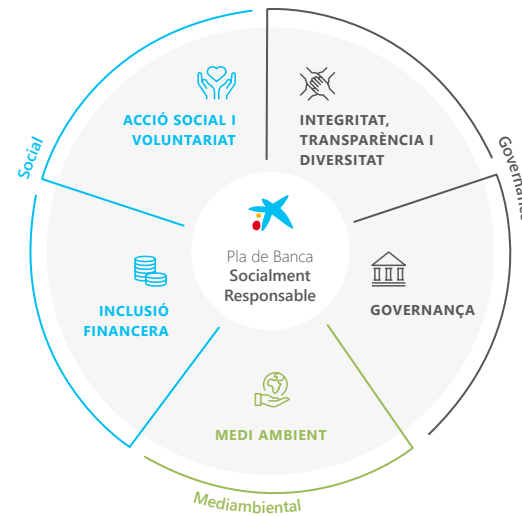 Social
ACCIÓ SOCIAL I
VOLUNTARIAT
INTEGRITAT,
TRANSPARÈNCIA I
DIVERSITAT
Pla de Banca
Socialment
Responsable
INCLUSIÓ
FINANCERA
GOVERNANÇA
MEDI AMBIENT
Mediambiental